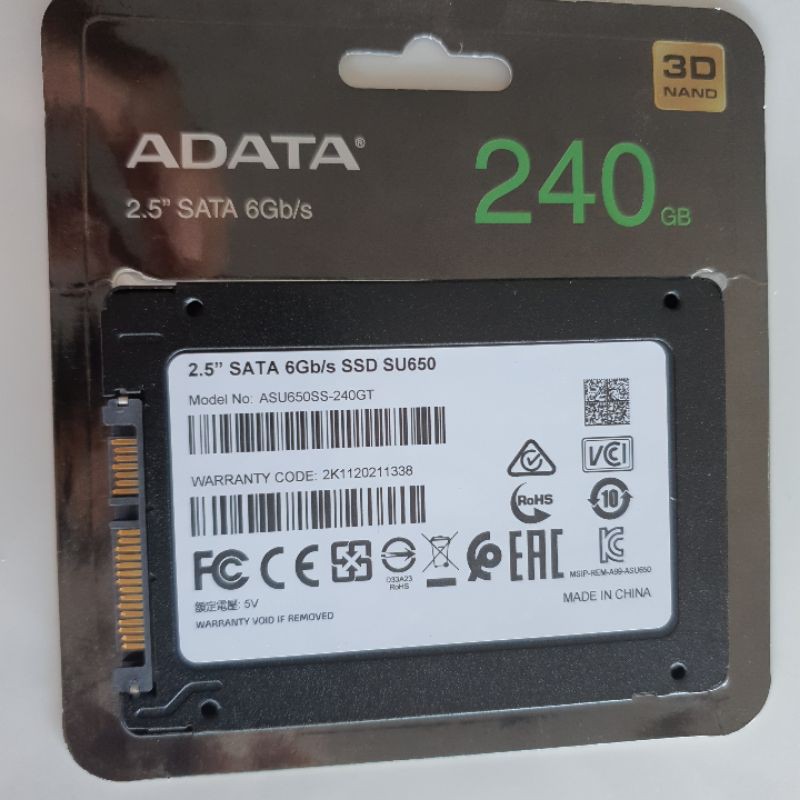 3D
NAND
ADATA®
2.5” SATA 6Gb/s
240 GB
2.5” SATA 6Gb/s SSD SU650
Model No: ASU650SS-240GT
WARRANTY CODE: 2K1120211338
VCI
RoHS
10
FC CE
D33A23
RoHS
EAC
MSIP-REM-A99-ASU650
額定電壓: 5V
MADE IN CHINA
WARRANTY VOID IF REMOVED